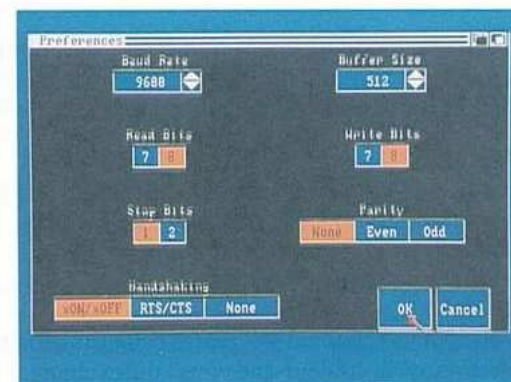 Preferences
Baud Rate
9600
Buffer Size
512
Read Bits
7 8
Write Bits
7 8
Stop Bits
1 2
Parity
None Even Odd
Handshaking
xON/xOFF RTS/CTS None
OK Cancel